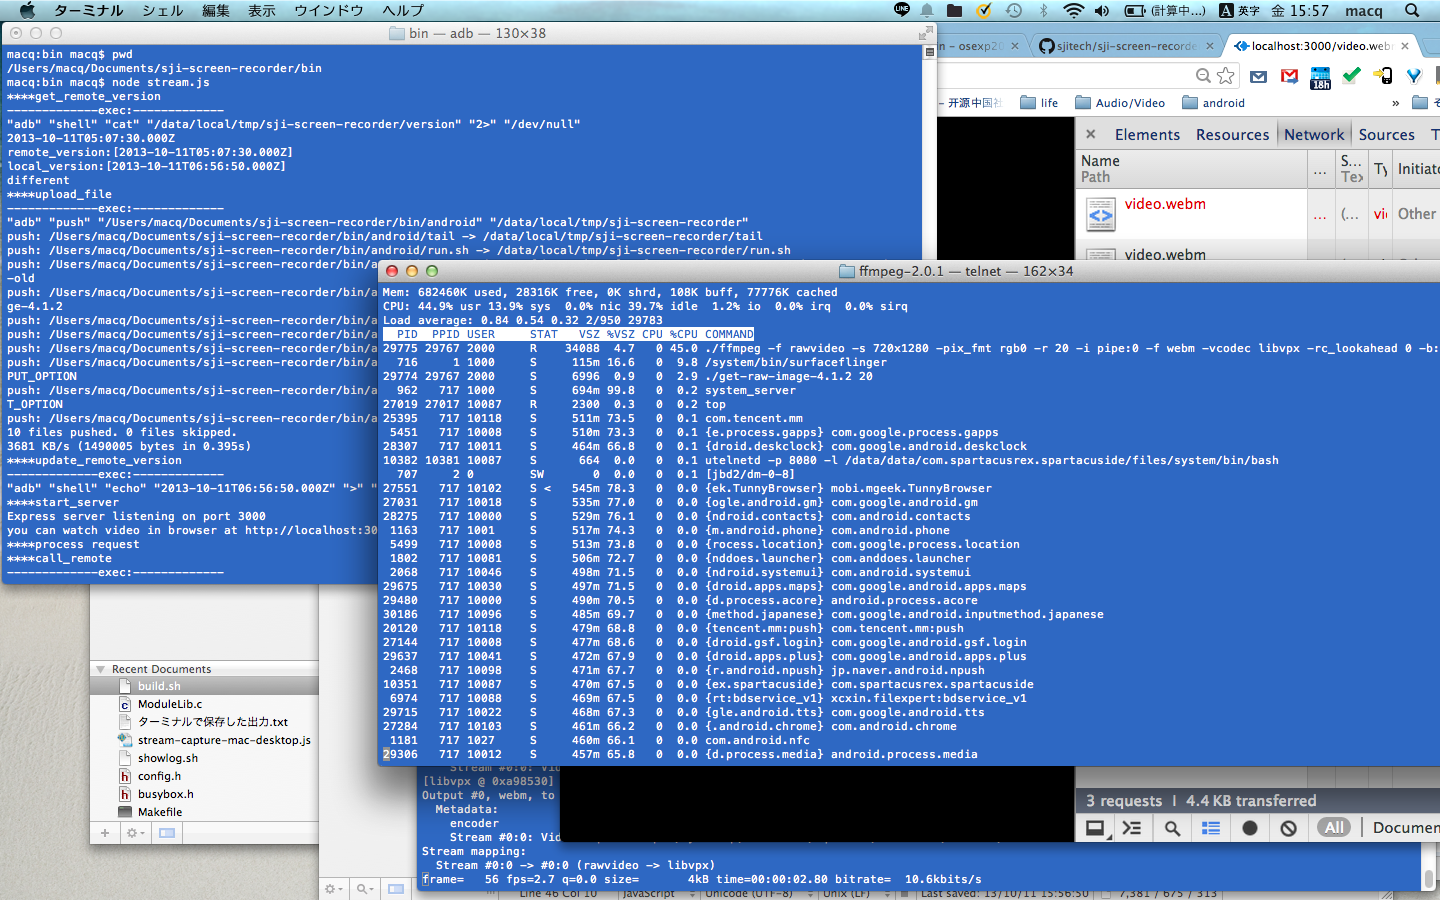 ターミナル シェル 編集 表示 ウインドウ ヘルプ
(計算中...) A 英字 金 15:57 macq
bin — adb — 130×38
macq:bin macq$ pwd
/Users/macq/Documents/sji-screen-recorder/bin
macq:bin macq$ node stream.js
****get_remote_version
-------------exec:-------------
"adb" "shell" "cat" "/data/local/tmp/sji-screen-recorder/version" "2>" "/dev/null"
2013-10-11T05:07:30.000Z
remote_version:[2013-10-11T05:07:30.000Z]
local_version:[2013-10-11T06:56:50.000Z]
different
****upload_file
-------------exec:-------------
"adb" "push" "/Users/macq/Documents/sji-screen-recorder/bin/android" "/data/local/tmp/sji-screen-recorder"
push: /Users/macq/Documents/sji-screen-recorder/bin/android/tail -> /data/local/tmp/sji-screen-recorder/tail
push: /Users/macq/Documents/sji-screen-recorder/bin/android/run.sh -> /data/local/tmp/sji-screen-recorder/run.sh
push: /Users/macq/Documents/sji-screen-recorder/bin/a
-old
push: /Users/macq/Documents/sji-screen-recorder/bin/a
ge-4.1.2
push: /Users/macq/Documents/sji-screen-recorder/bin/a
push: /Users/macq/Documents/sji-screen-recorder/bin/a
push: /Users/macq/Documents/sji-screen-recorder/bin/a
push: /Users/macq/Documents/sji-screen-recorder/bin/a
PUT_OPTION
push: /Users/macq/Documents/sji-screen-recorder/bin/a
T_OPTION
push: /Users/macq/Documents/sji-screen-recorder/bin/a
10 files pushed. 0 files skipped.
3681 KB/s (1490005 bytes in 0.395s)
****update_remote_version
-------------exec:-------------
"adb" "shell" "echo" "2013-10-11T06:56:50.000Z" ">" "
****start_server
Express server listening on port 3000
you can watch video in browser at http://localhost:30
****process request
****call_remote
-------------exec:-------------
n - osexp20
sjitech/sji-screen-recorde
localhost:3000/video.webm
18h
- 开源中国社 life Audio/Video android »
Elements Resources Network Sources T
Name ... S... Ty Initiato
Path Tex
video.webm ... (... vi Other
video.webm
3 requests | 4.4 KB transferred
All Documen
ffmpeg-2.0.1 — telnet — 162×34
Mem: 682460K used, 28316K free, 0K shrd, 108K buff, 77776K cached
CPU: 44.9% usr 13.9% sys 0.0% nic 39.7% idle 1.2% io 0.0% irq 0.0% sirq
Load average: 0.84 0.54 0.32 2/950 29783
PID PPID USER STAT VSZ %VSZ CPU %CPU COMMAND
29775 29767 2000 R 34088 4.7 0 45.0 ./ffmpeg -f rawvideo -s 720x1280 -pix_fmt rgb0 -r 20 -i pipe:0 -f webm -vcodec libvpx -rc_lookahead 0 -b:
716 1 1000 S 115m 16.6 0 9.8 /system/bin/surfaceflinger
29774 29767 2000 S 6996 0.9 0 2.9 ./get-raw-image-4.1.2 20
962 717 1000 S 694m 99.8 0 0.2 system_server
27019 27017 10087 R 2300 0.3 0 0.2 top
25395 717 10118 S 511m 73.5 0 0.1 com.tencent.mm
5451 717 10008 S 510m 73.3 0 0.1 {e.process.gapps} com.google.process.gapps
28307 717 10011 S 464m 66.8 0 0.1 {droid.deskclock} com.google.android.deskclock
10382 10381 10087 S 664 0.0 0 0.1 utelnetd -p 8080 -l /data/data/com.spartacusrex.spartacuside/files/system/bin/bash
707 2 0 SW 0 0.0 0 0.1 [jbd2/dm-0-8]
27551 717 10102 S < 545m 78.3 0 0.0 {ek.TunnyBrowser} mobi.mgeek.TunnyBrowser
27031 717 10018 S 535m 77.0 0 0.0 {ogle.android.gm} com.google.android.gm
28275 717 10000 S 529m 76.1 0 0.0 {ndroid.contacts} com.android.contacts
1163 717 1001 S 517m 74.3 0 0.0 {m.android.phone} com.android.phone
5499 717 10008 S 513m 73.8 0 0.0 {rocess.location} com.google.process.location
1802 717 10081 S 506m 72.7 0 0.0 {nddoes.launcher} com.anddoes.launcher
2068 717 10046 S 498m 71.5 0 0.0 {ndroid.systemui} com.android.systemui
29675 717 10030 S 497m 71.5 0 0.0 {droid.apps.maps} com.google.android.apps.maps
29480 717 10000 S 490m 70.5 0 0.0 {d.process.acore} android.process.acore
30186 717 10096 S 485m 69.7 0 0.0 {method.japanese} com.google.android.inputmethod.japanese
20120 717 10118 S 479m 68.8 0 0.0 {tencent.mm:push} com.tencent.mm:push
27144 717 10008 S 477m 68.6 0 0.0 {droid.gsf.login} com.google.android.gsf.login
29637 717 10041 S 472m 67.9 0 0.0 {droid.apps.plus} com.google.android.apps.plus
2468 717 10098 S 471m 67.7 0 0.0 {r.android.npush} jp.naver.android.npush
10351 717 10087 S 470m 67.5 0 0.0 {ex.spartacuside} com.spartacusrex.spartacuside
6974 717 10088 S 469m 67.5 0 0.0 {rt:bdservice_v1} xcxin.filexpert:bdservice_v1
29715 717 10022 S 468m 67.3 0 0.0 {gle.android.tts} com.google.android.tts
27284 717 10103 S 461m 66.2 0 0.0 {.android.chrome} com.android.chrome
1181 717 1027 S 460m 66.1 0 0.0 com.android.nfc
29306 717 10012 S 457m 65.8 0 0.0 {d.process.media} android.process.media
Recent Documents
build.sh
ModuleLib.c
ターミナルで保存した出力.txt
stream-capture-mac-desktop.js
showlog.sh
config.h
busybox.h
Makefile
Stream #0:0: Vid
[libvpx @ 0xa98530]
Output #0, webm, to
Metadata:
encoder
Stream #0:0: Vid
Stream mapping:
Stream #0:0 -> #0:0 (rawvideo -> libvpx)
frame= 56 fps=2.7 q=0.0 size= 4kB time=00:00:02.80 bitrate= 10.6kbits/s
Line 46 Col 10 JavaScript Unicode (UTF-8) Unix (LF) Last saved: 13/10/11 15:56:50 7,381 / 675 / 313